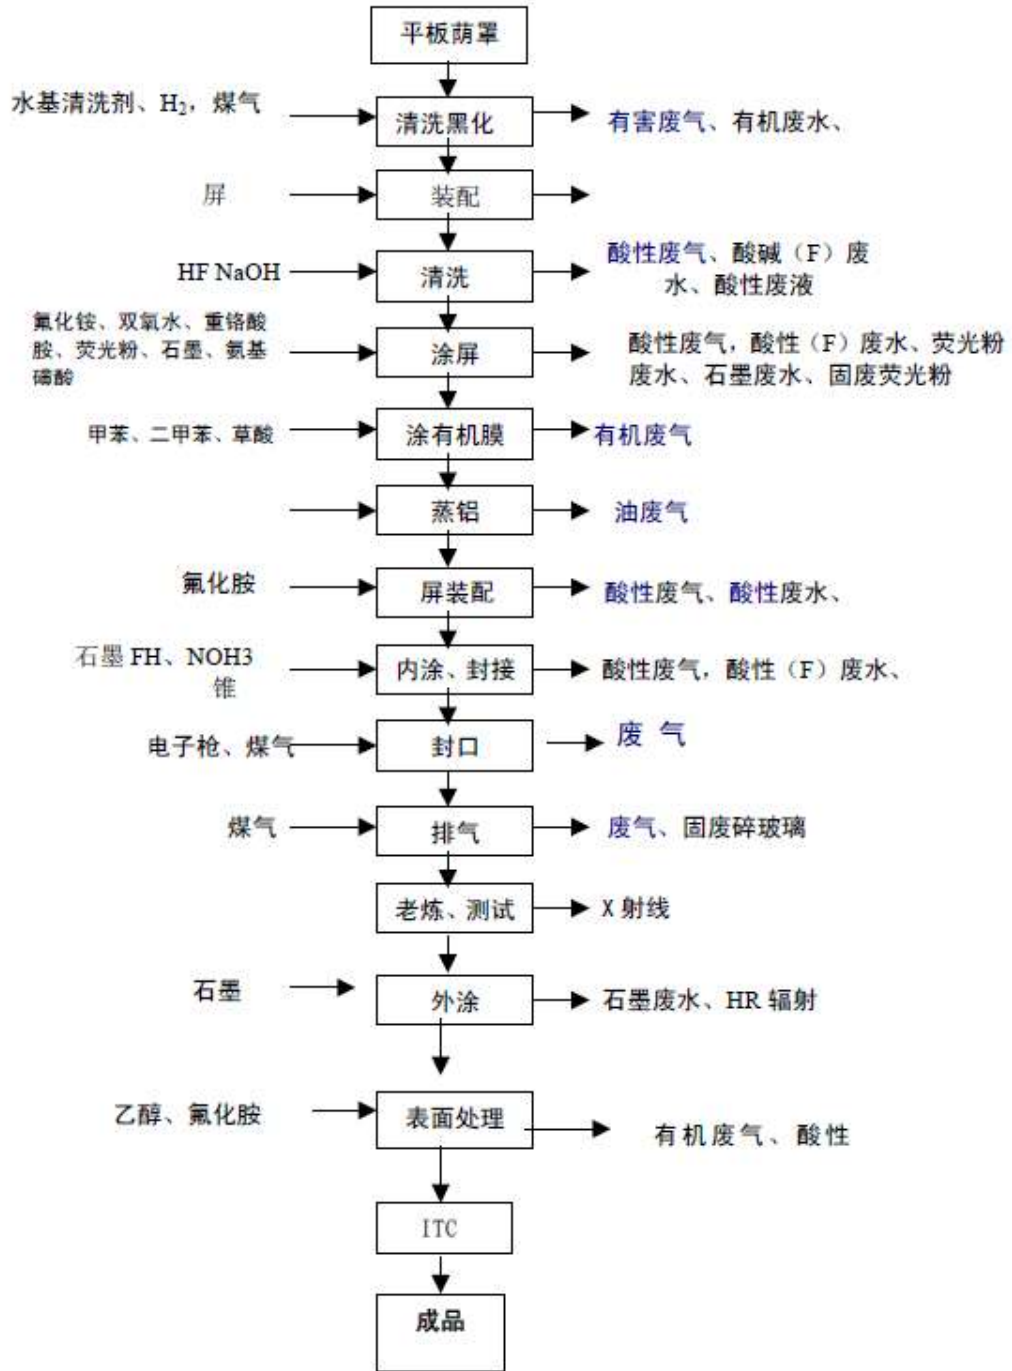 平板荫罩
水基清洗剂、H₂，煤气
清洗黑化
有害废气、有机废水、
屏
装配
HF NaOH
清洗
酸性废气、酸碱（F）废
水、酸性废液
氟化铵、双氧水、重铬酸
胺、荧光粉、石墨、氨基
磺酸
涂屏
酸性废气，酸性（F）废水、荧光粉
废水、石墨废水、固废荧光粉
甲苯、二甲苯、草酸
涂有机膜
有机废气
蒸铝
油废气
氟化胺
屏装配
酸性废气、酸性废水、
石墨 FH、NOH3
锥
内涂、封接
酸性废气，酸性（F）废水、
电子枪、煤气
封口
废 气
煤气
排气
废气、固废碎玻璃
老炼、测试
X 射线
石墨
外涂
石墨废水、HR 辐射
乙醇、氟化胺
表面处理
有机废气、酸性
ITC
成品